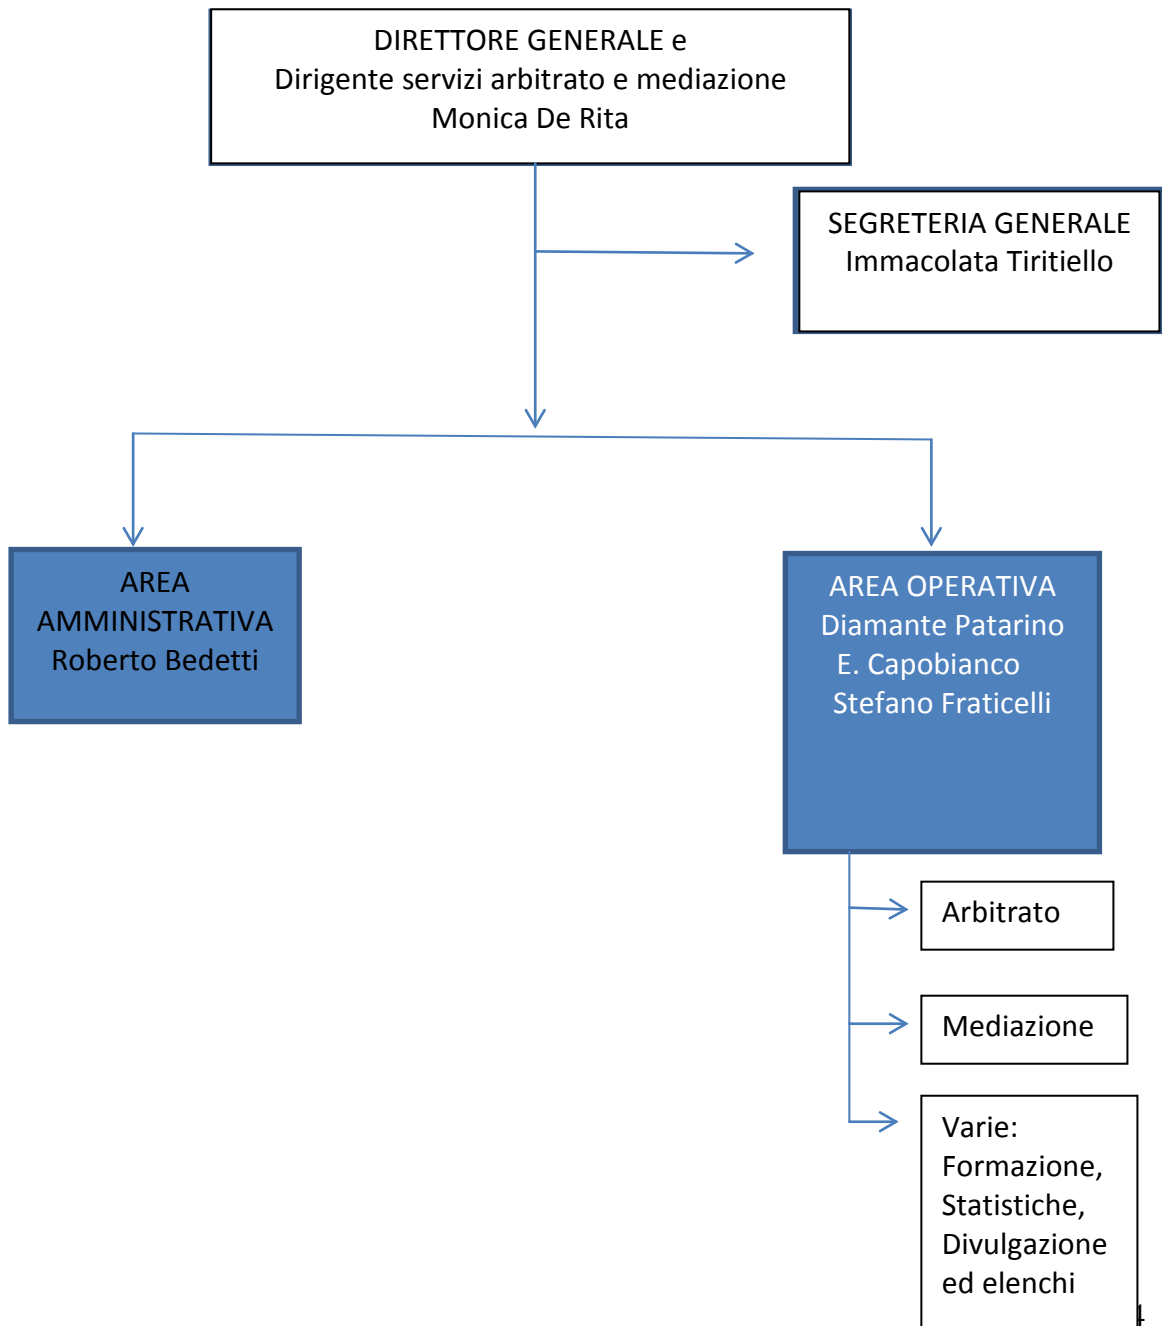 DIRETTORE GENERALE e
Dirigente servizi arbitrato e mediazione
Monica De Rita
SEGRETERIA GENERALE
Immacolata Tiritiello
AREA
AMMINISTRATIVA
Roberto Bedetti
AREA OPERATIVA
Diamante Patarino
E. Capobianco
Stefano Fraticelli
Arbitrato
Mediazione
Varie:
Formazione,
Statistiche,
Divulgazione
ed elenchi